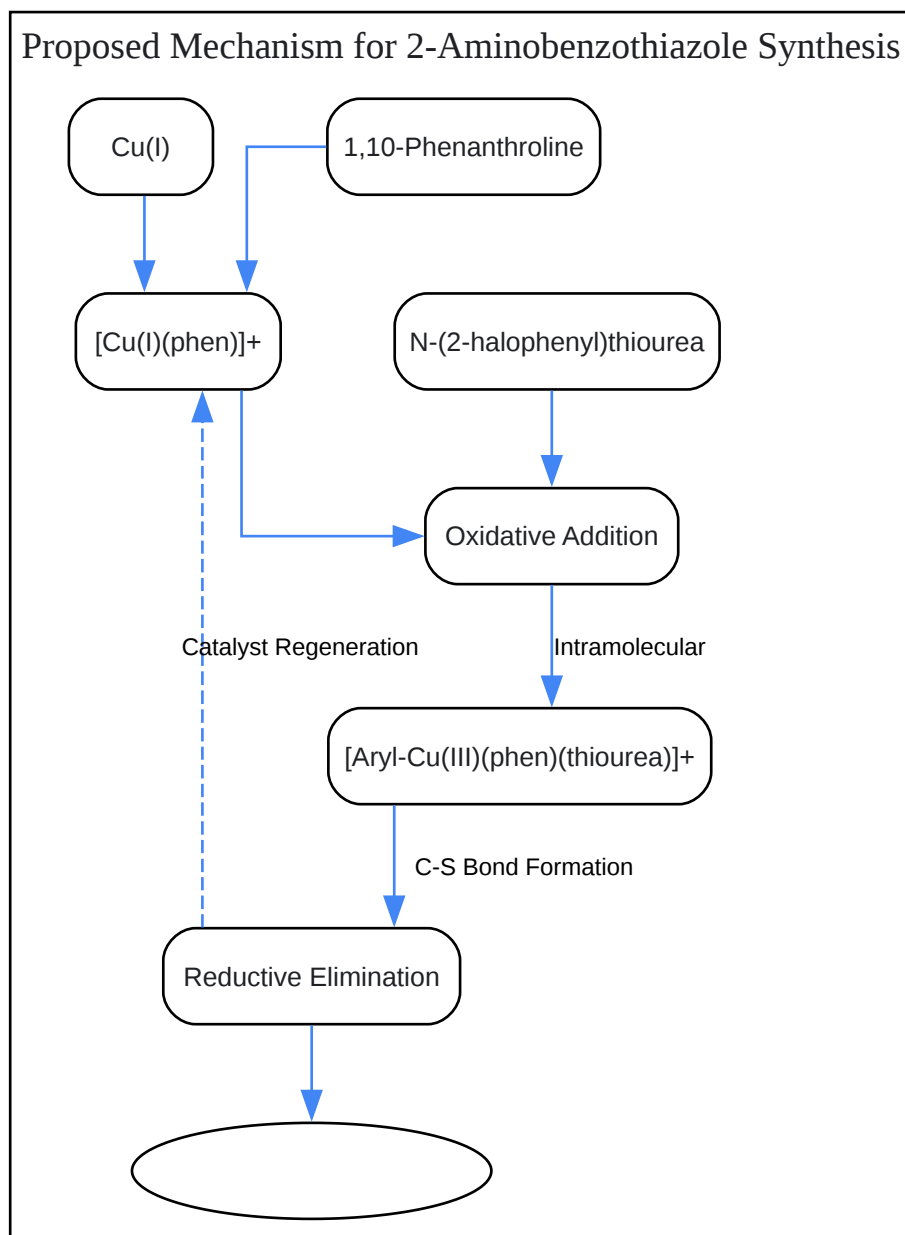 Proposed Mechanism for 2-Aminobenzothiazole Synthesis
Cu(I)
1,10-Phenanthroline
[Cu(I)(phen)]+
N-(2-halophenyl)thiourea
Oxidative Addition
Catalyst Regeneration
Intramolecular
[Aryl-Cu(III)(phen)(thiourea)]+
C-S Bond Formation
Reductive Elimination